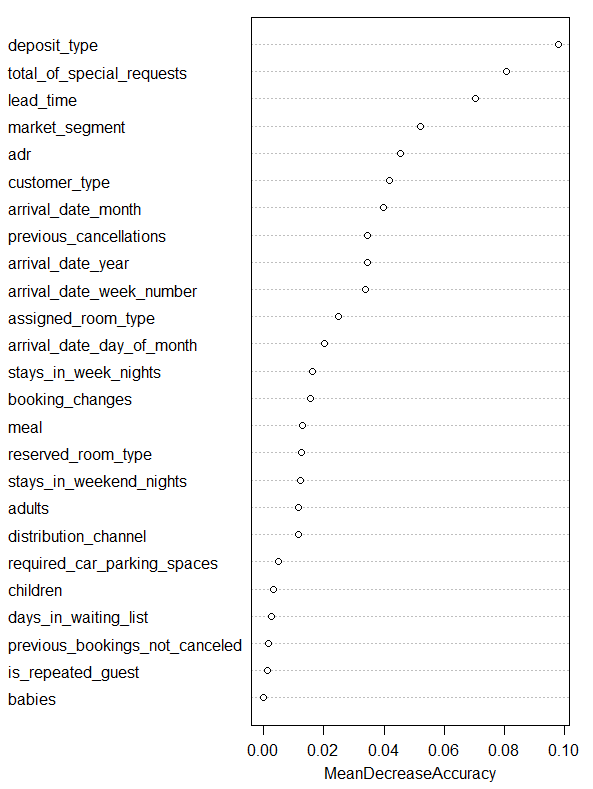 deposit_type
total_of_special_requests
lead_time
market_segment
adr
customer_type
arrival_date_month
previous_cancellations
arrival_date_year
arrival_date_week_number
assigned_room_type
arrival_date_day_of_month
stays_in_week_nights
booking_changes
meal
reserved_room_type
stays_in_weekend_nights
adults
distribution_channel
required_car_parking_spaces
children
days_in_waiting_list
previous_bookings_not_canceled
is_repeated_guest
babies
0.00 0.02 0.04 0.06 0.08 0.10
MeanDecreaseAccuracy